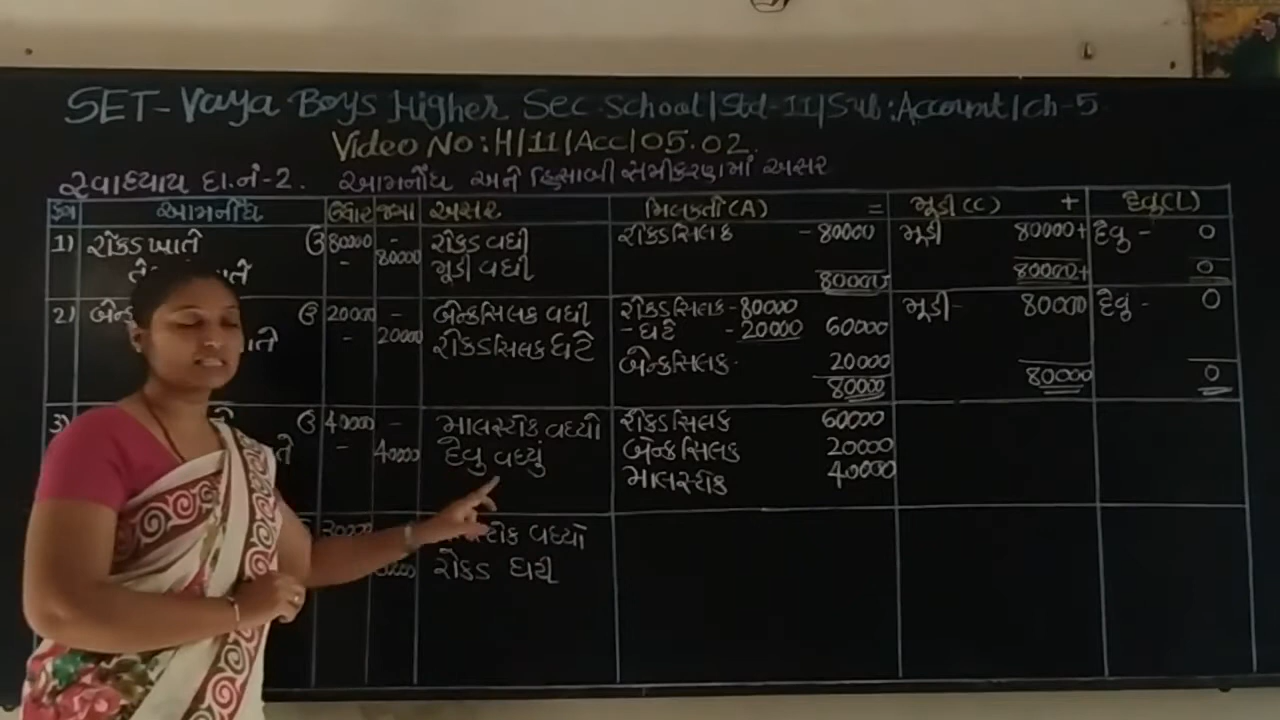 SET-Vaya Boys Higher Sec. School/Std-11/Sub:Account/ch-5
Video No:H/11/Acc/05.02.
સ્વાધ્યાય દા.નં-2. આમનોંધ અને હિસાબી સમીકરણમાં અસર
ક્રમ આમનોંધ ઉધાર જમા અસર મિલકતો(A) = મૂડી(C) + દેવું(L)
1) રોકડ ખાતે ઉ 80000 - રોકડ વધી રોકડસિલક - 80000 મૂડી 80000+ દેવુ - 0
- 80000 મૂડી વધી 80000 80000+ 0
2) ઉ 20000 - બેન્કસિલક વધી રોકડસિલક - 80000 મૂડી - 80000 દેવું - 0
- 20000 રોકડસિલક ઘટે - ઘટે - 20000 60000
બેન્કસિલક 20000
80000 80000 0
3) ઉ 40000 - માલસ્ટોક વધ્યો રોકડસિલક 60000
- 40000 દેવુ વધ્યું બેન્કસિલક 20000
માલસ્ટોક 40000
વધ્યો
રોકડ ઘટી